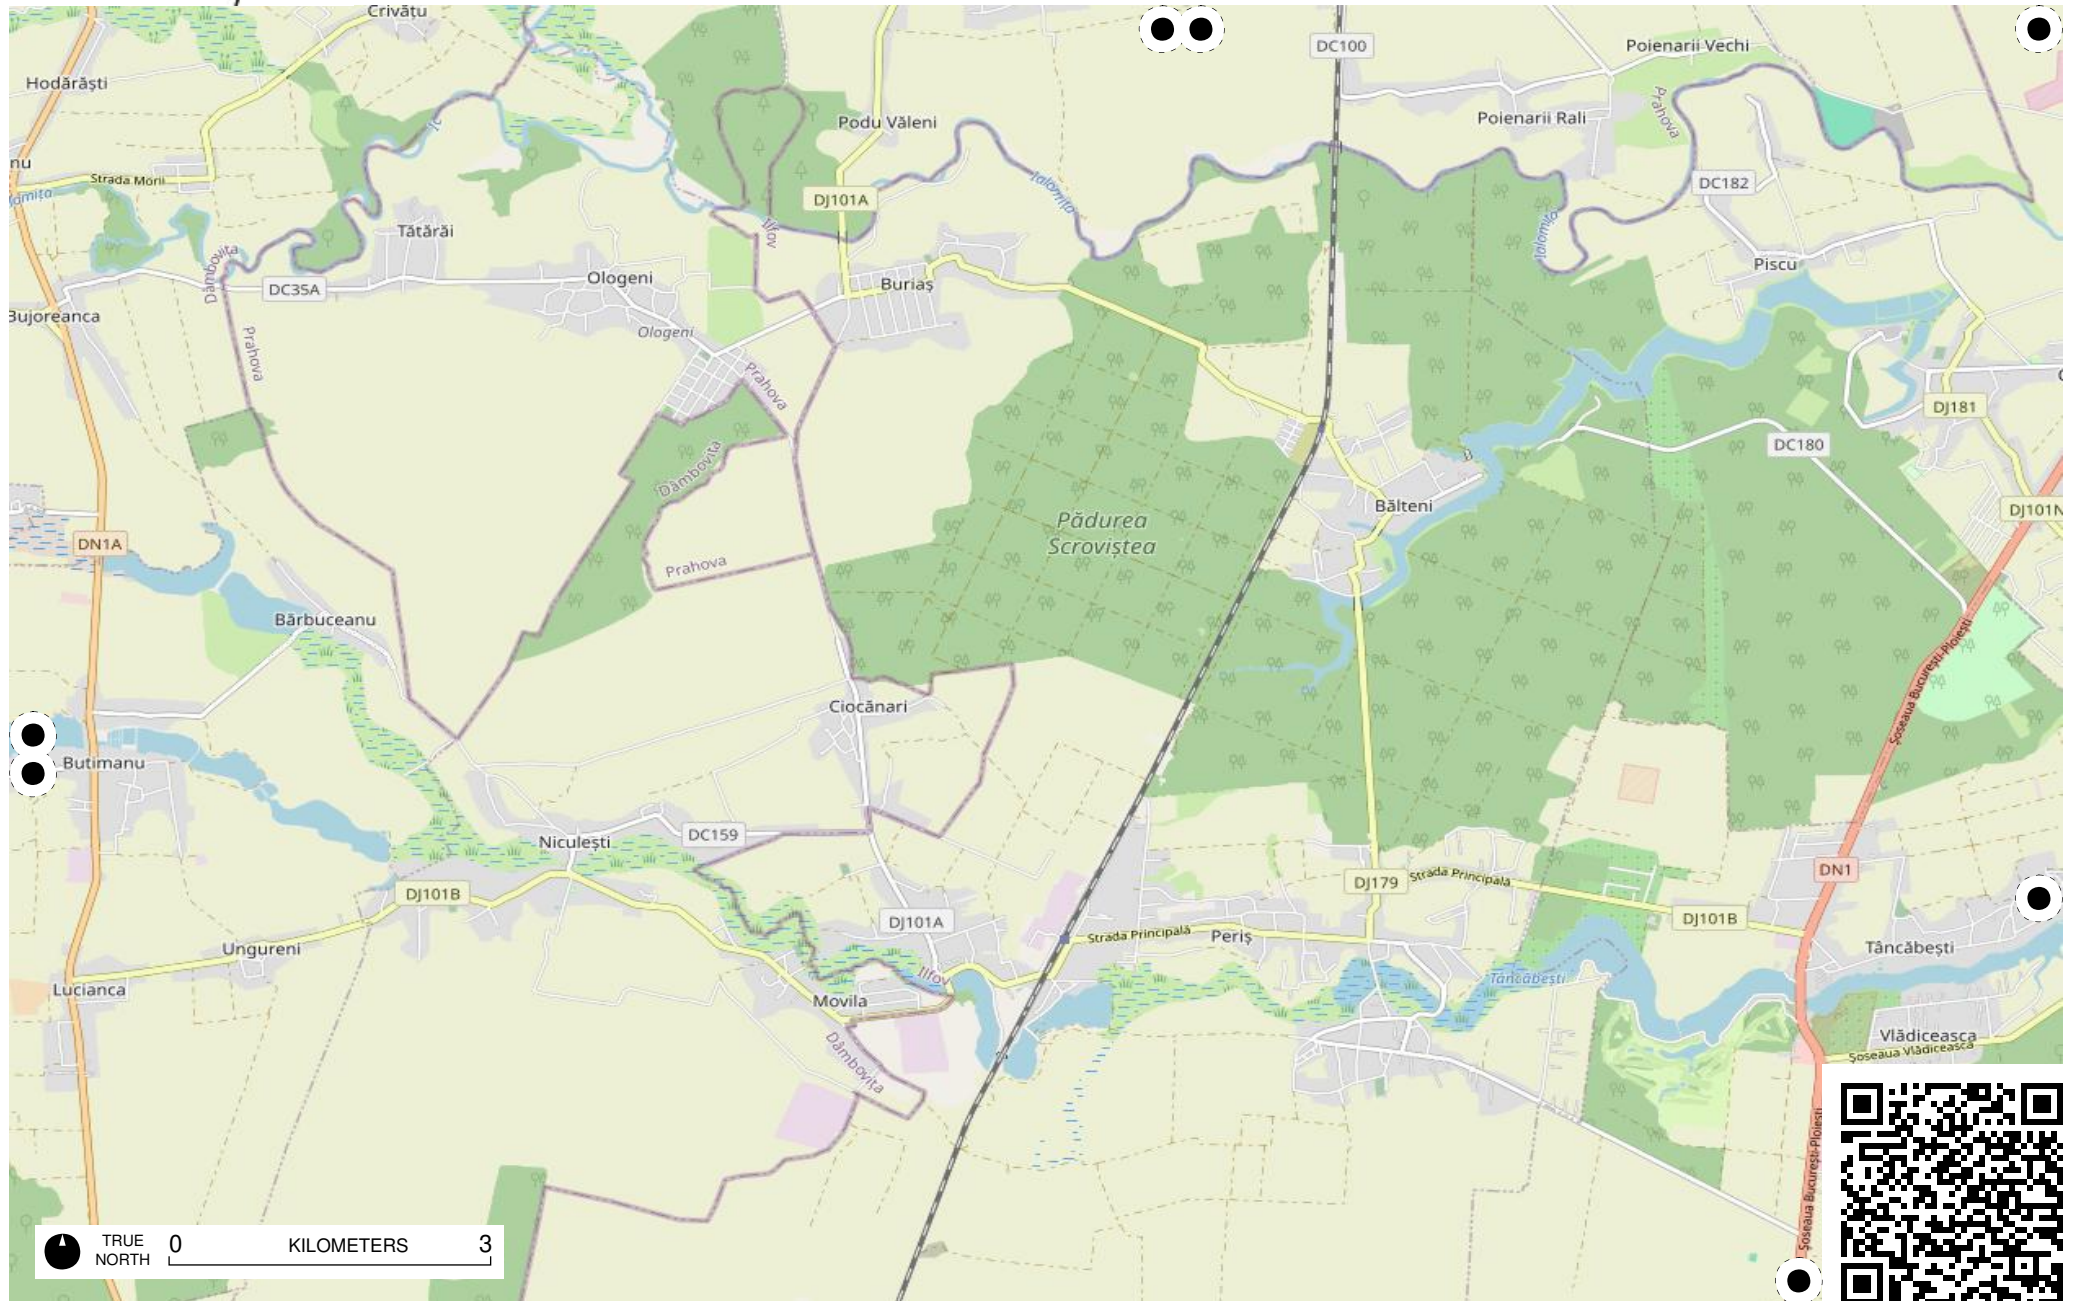 Crivățu
DC100
Poienarii Vechi
Hodărăști
Podu Văleni
Poienarii Rali
Prahova
Ic
nu
Strada Morii
DC182
DJ101A
Ialomița
Ialomița
Tătărăi
Ilfov
Ialomița
Dâmbovița
Piscu
DC35A
Ologeni
Buriaș
Bujoreanca
Ologeni
Prahova
Prahova
DJ181
DC180
Dâmbovița
Bălteni
DJ101N
Pădurea
Scroviștea
DN1A
Prahova
Bărbuceanu
Șoseaua București-Ploiești
Ciocănari
Butimanu
Niculești
DC159
DN1
DJ179
Strada Principală
DJ101B
DJ101A
DJ101B
Strada Principală
Periș
Ungureni
Tâncăbești
Ilfov
Tâncăbești
Lucianca
Movila
Vlădiceasca
Șoseaua Vlădiceasca
Dâmbovița
Șoseaua București-Ploiești
TRUE
NORTH
0 KILOMETERS 3